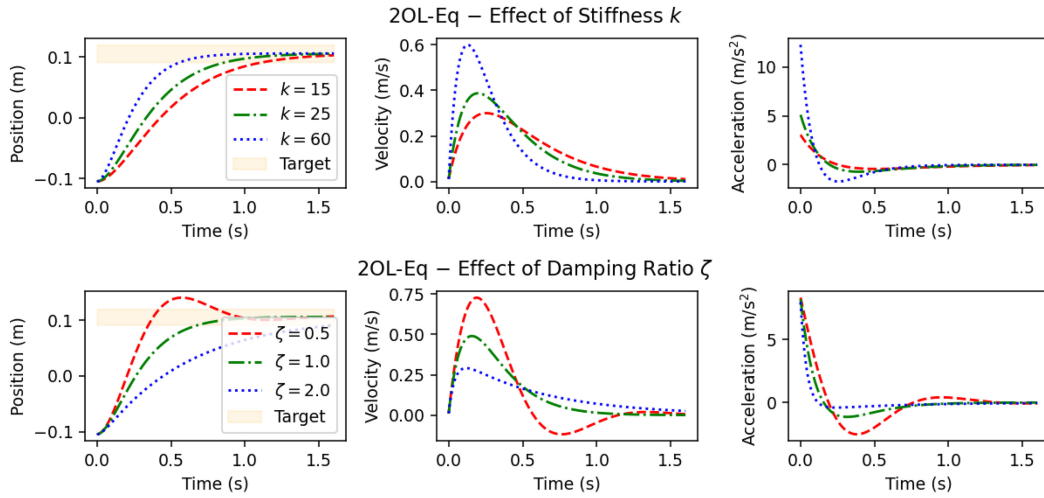 2OL-Eq − Effect of Stiffness k
Position (m)
0.1
0.0
−0.1
k = 15
k = 25
k = 60
Target
0.0 0.5 1.0 1.5
Time (s)
Velocity (m/s)
0.6
0.4
0.2
0.0
0.0 0.5 1.0 1.5
Time (s)
Acceleration (m/s²)
10
5
0
0.0 0.5 1.0 1.5
Time (s)
2OL-Eq − Effect of Damping Ratio ζ
Position (m)
0.1
0.0
−0.1
ζ = 0.5
ζ = 1.0
ζ = 2.0
Target
0.0 0.5 1.0 1.5
Time (s)
Velocity (m/s)
0.75
0.50
0.25
0.00
0.0 0.5 1.0 1.5
Time (s)
Acceleration (m/s²)
5
0
0.0 0.5 1.0 1.5
Time (s)